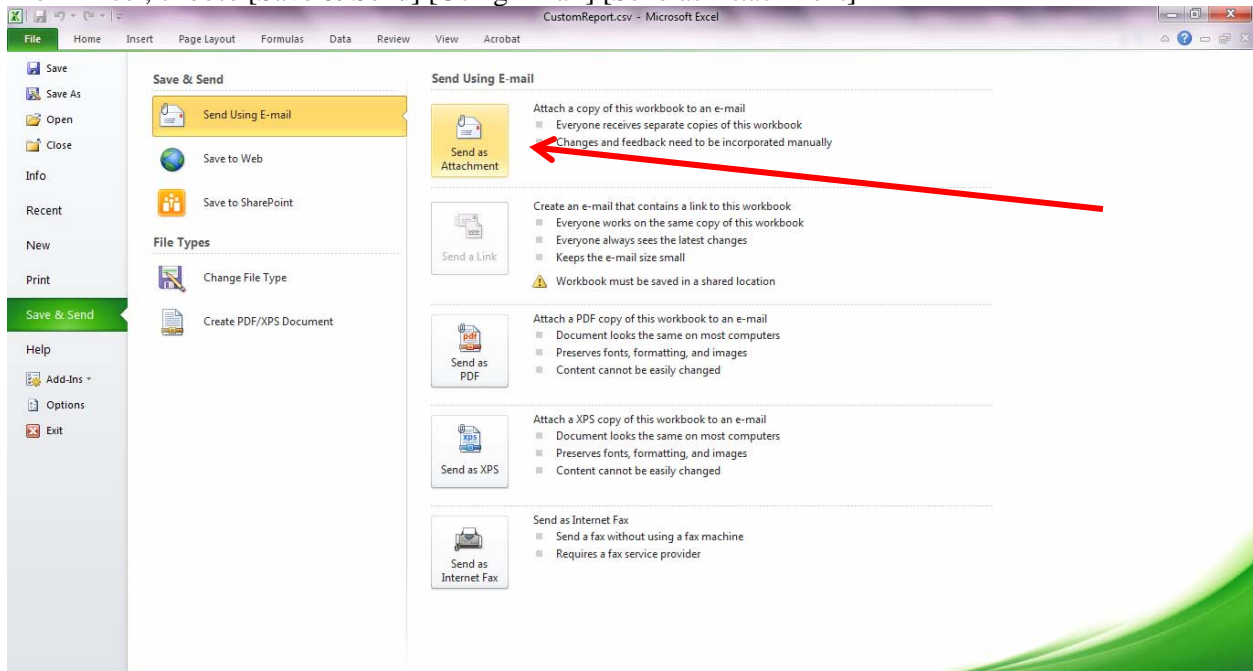 CustomReport.csv - Microsoft Excel
File Home Insert Page Layout Formulas Data Review View Acrobat
Save
Save As
Open
Close
Info
Recent
New
Print
Save & Send
Help
Add-Ins
Options
Exit
Save & Send
Send Using E-mail
Save to Web
Save to SharePoint
File Types
Change File Type
Create PDF/XPS Document
Send Using E-mail
Send as
Attachment
Attach a copy of this workbook to an e-mail
Everyone receives separate copies of this workbook
Changes and feedback need to be incorporated manually
Send a Link
Create an e-mail that contains a link to this workbook
Everyone works on the same copy of this workbook
Everyone always sees the latest changes
Keeps the e-mail size small
Workbook must be saved in a shared location
pdf
Send as
PDF
Attach a PDF copy of this workbook to an e-mail
Document looks the same on most computers
Preserves fonts, formatting, and images
Content cannot be easily changed
xps
Send as XPS
Attach a XPS copy of this workbook to an e-mail
Document looks the same on most computers
Preserves fonts, formatting, and images
Content cannot be easily changed
Send as
Internet Fax
Send as Internet Fax
Send a fax without using a fax machine
Requires a fax service provider